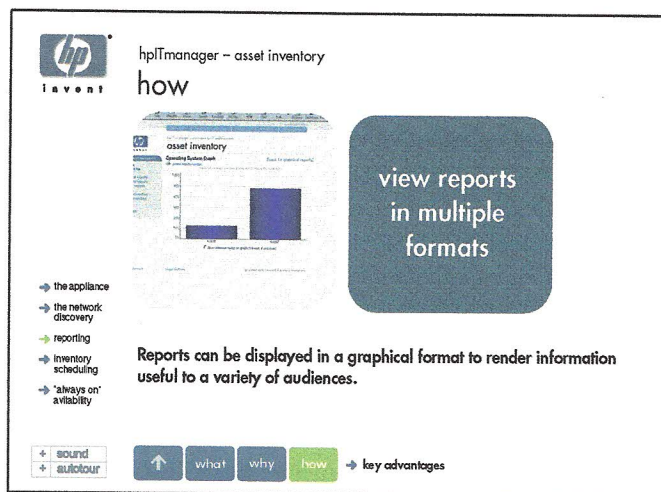 hp
invent
hpITmanager – asset inventory
how
asset inventory
Operating System Graph
view reports
in multiple
formats
the appliance
the network
discovery
reporting
inventory
scheduling
"always on"
avilability
Reports can be displayed in a graphical format to render information
useful to a variety of audiences.
+ sound
+ autotour
what
why
how
key advantages